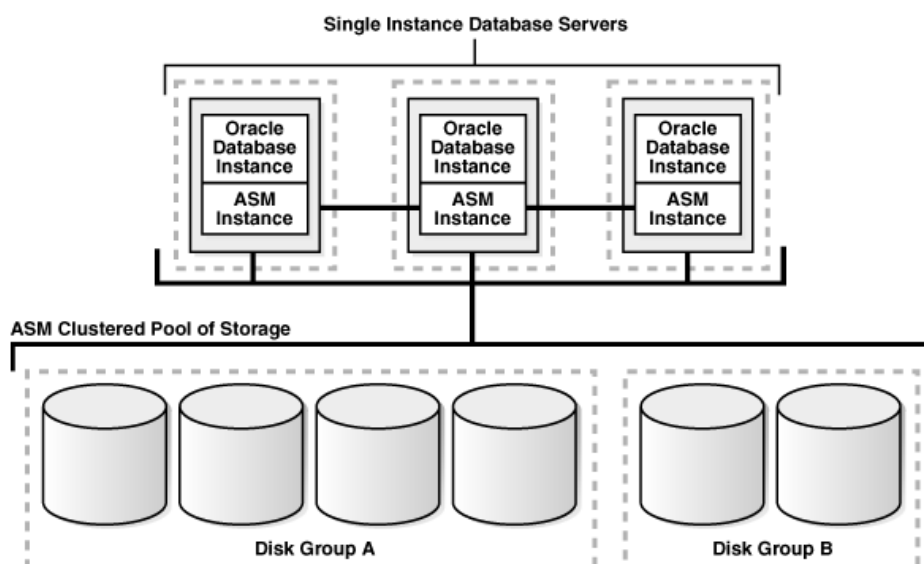 Single Instance Database Servers
Oracle
Database
Instance
ASM
Instance
Oracle
Database
Instance
ASM
Instance
Oracle
Database
Instance
ASM
Instance
ASM Clustered Pool of Storage
Disk Group A
Disk Group B